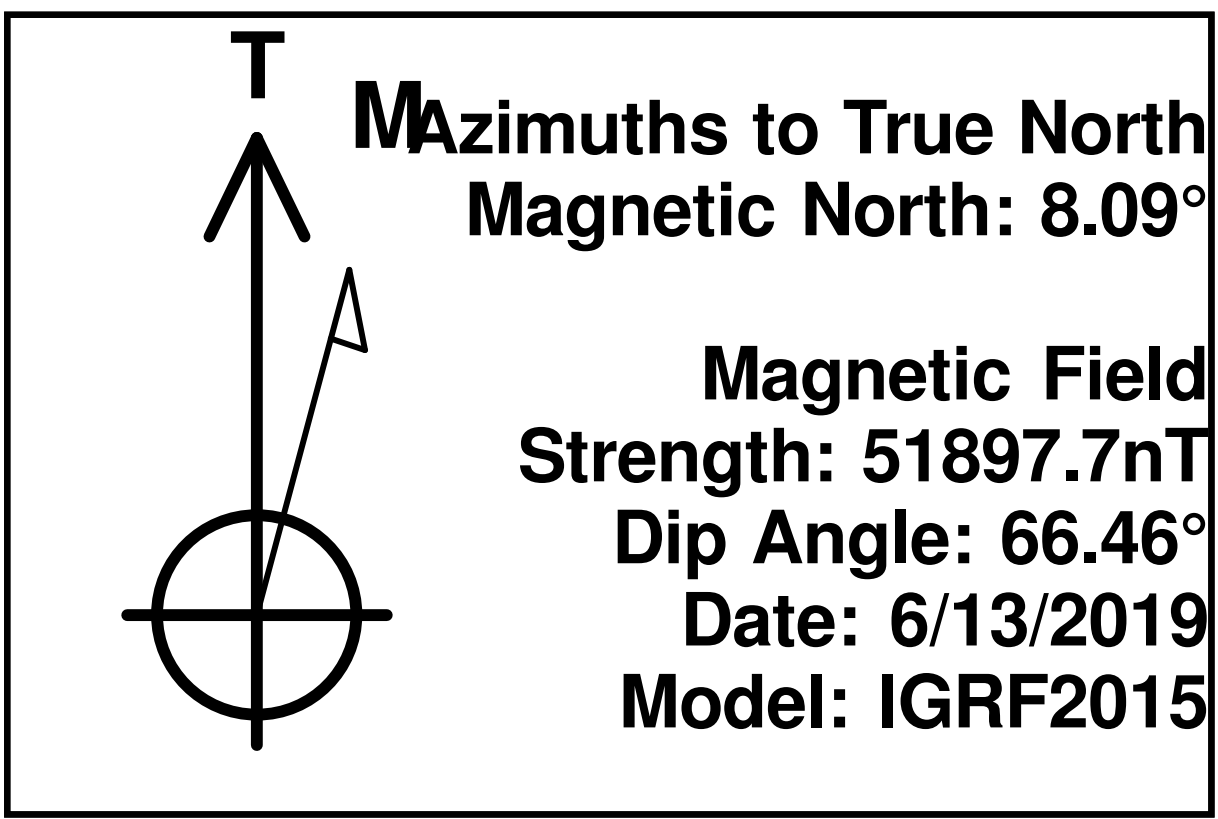 T
M
Azimuths to True North
Magnetic North: 8.09°
Magnetic Field
Strength: 51897.7nT
Dip Angle: 66.46°
Date: 6/13/2019
Model: IGRF2015